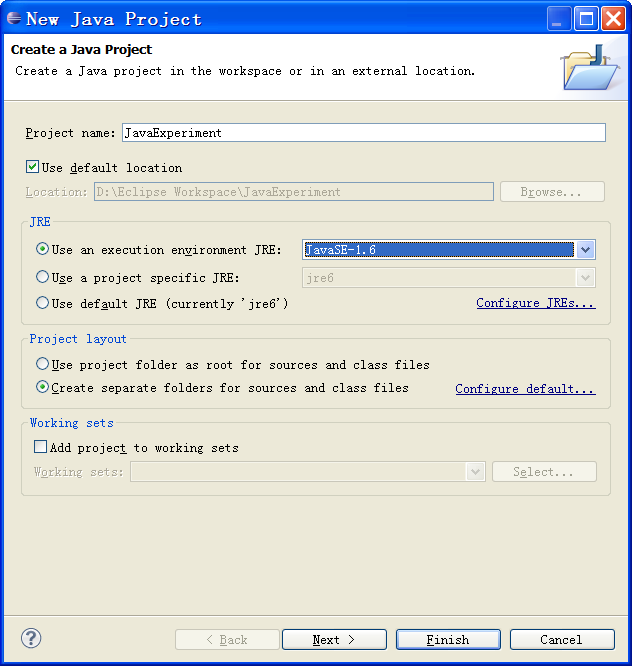 New Java Project
Create a Java Project
Create a Java project in the workspace or in an external location.
Project name: JavaExperiment
Use default location
Location: D:\Eclipse Workspace\JavaExperiment Browse...
JRE
Use an execution environment JRE: JavaSE-1.6
Use a project specific JRE: jre6
Use default JRE (currently 'jre6') Configure JREs...
Project layout
Use project folder as root for sources and class files
Create separate folders for sources and class files Configure default...
Working sets
Add project to working sets
Working sets: Select...
? < Back Next > Finish Cancel